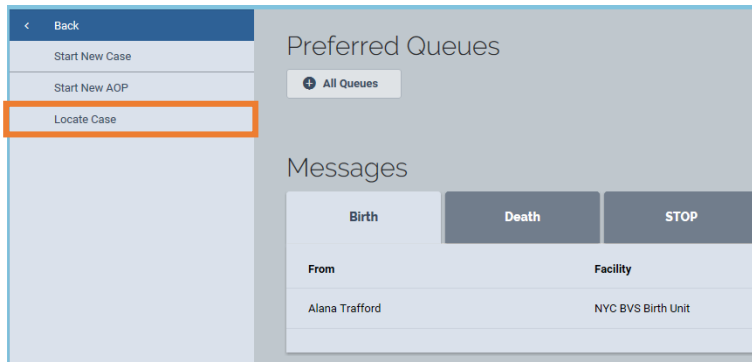 Back
Start New Case
Start New AOP
Locate Case
Preferred Queues
All Queues
Messages
Birth Death STOP
From Facility
Alana Trafford NYC BVS Birth Unit